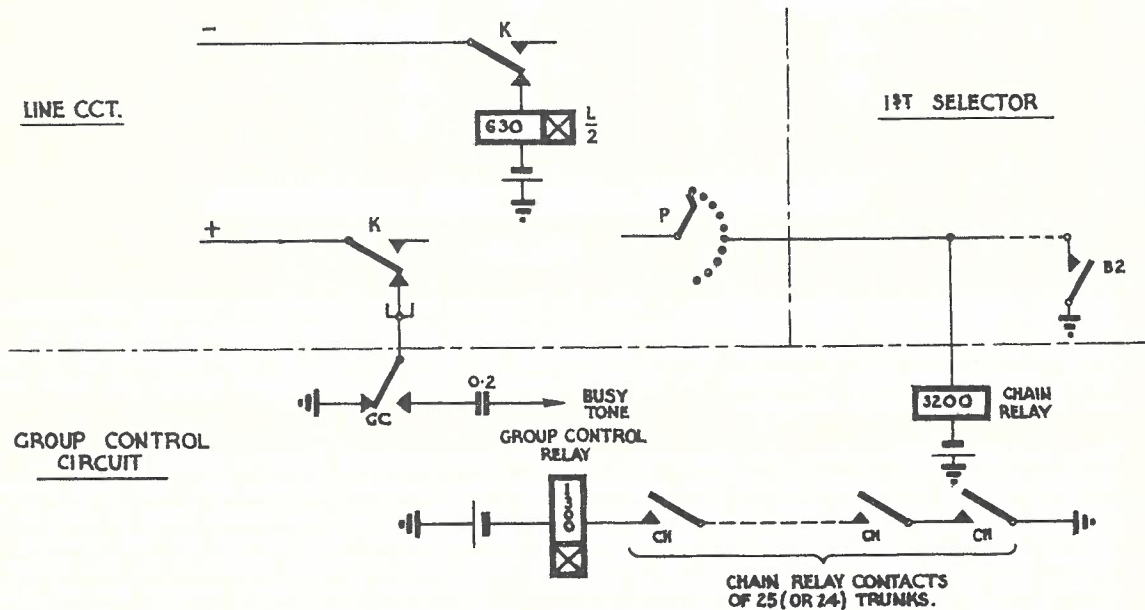 -
K
LINE CCT.
630
L
2
1ST SELECTOR
+
K
P
B2
GC
0·2
BUSY
TONE
3200
CHAIN
RELAY
GROUP CONTROL
CIRCUIT
GROUP CONTROL
RELAY
1300
CH
CH
CH
CHAIN RELAY CONTACTS
OF 25 (OR 24) TRUNKS.